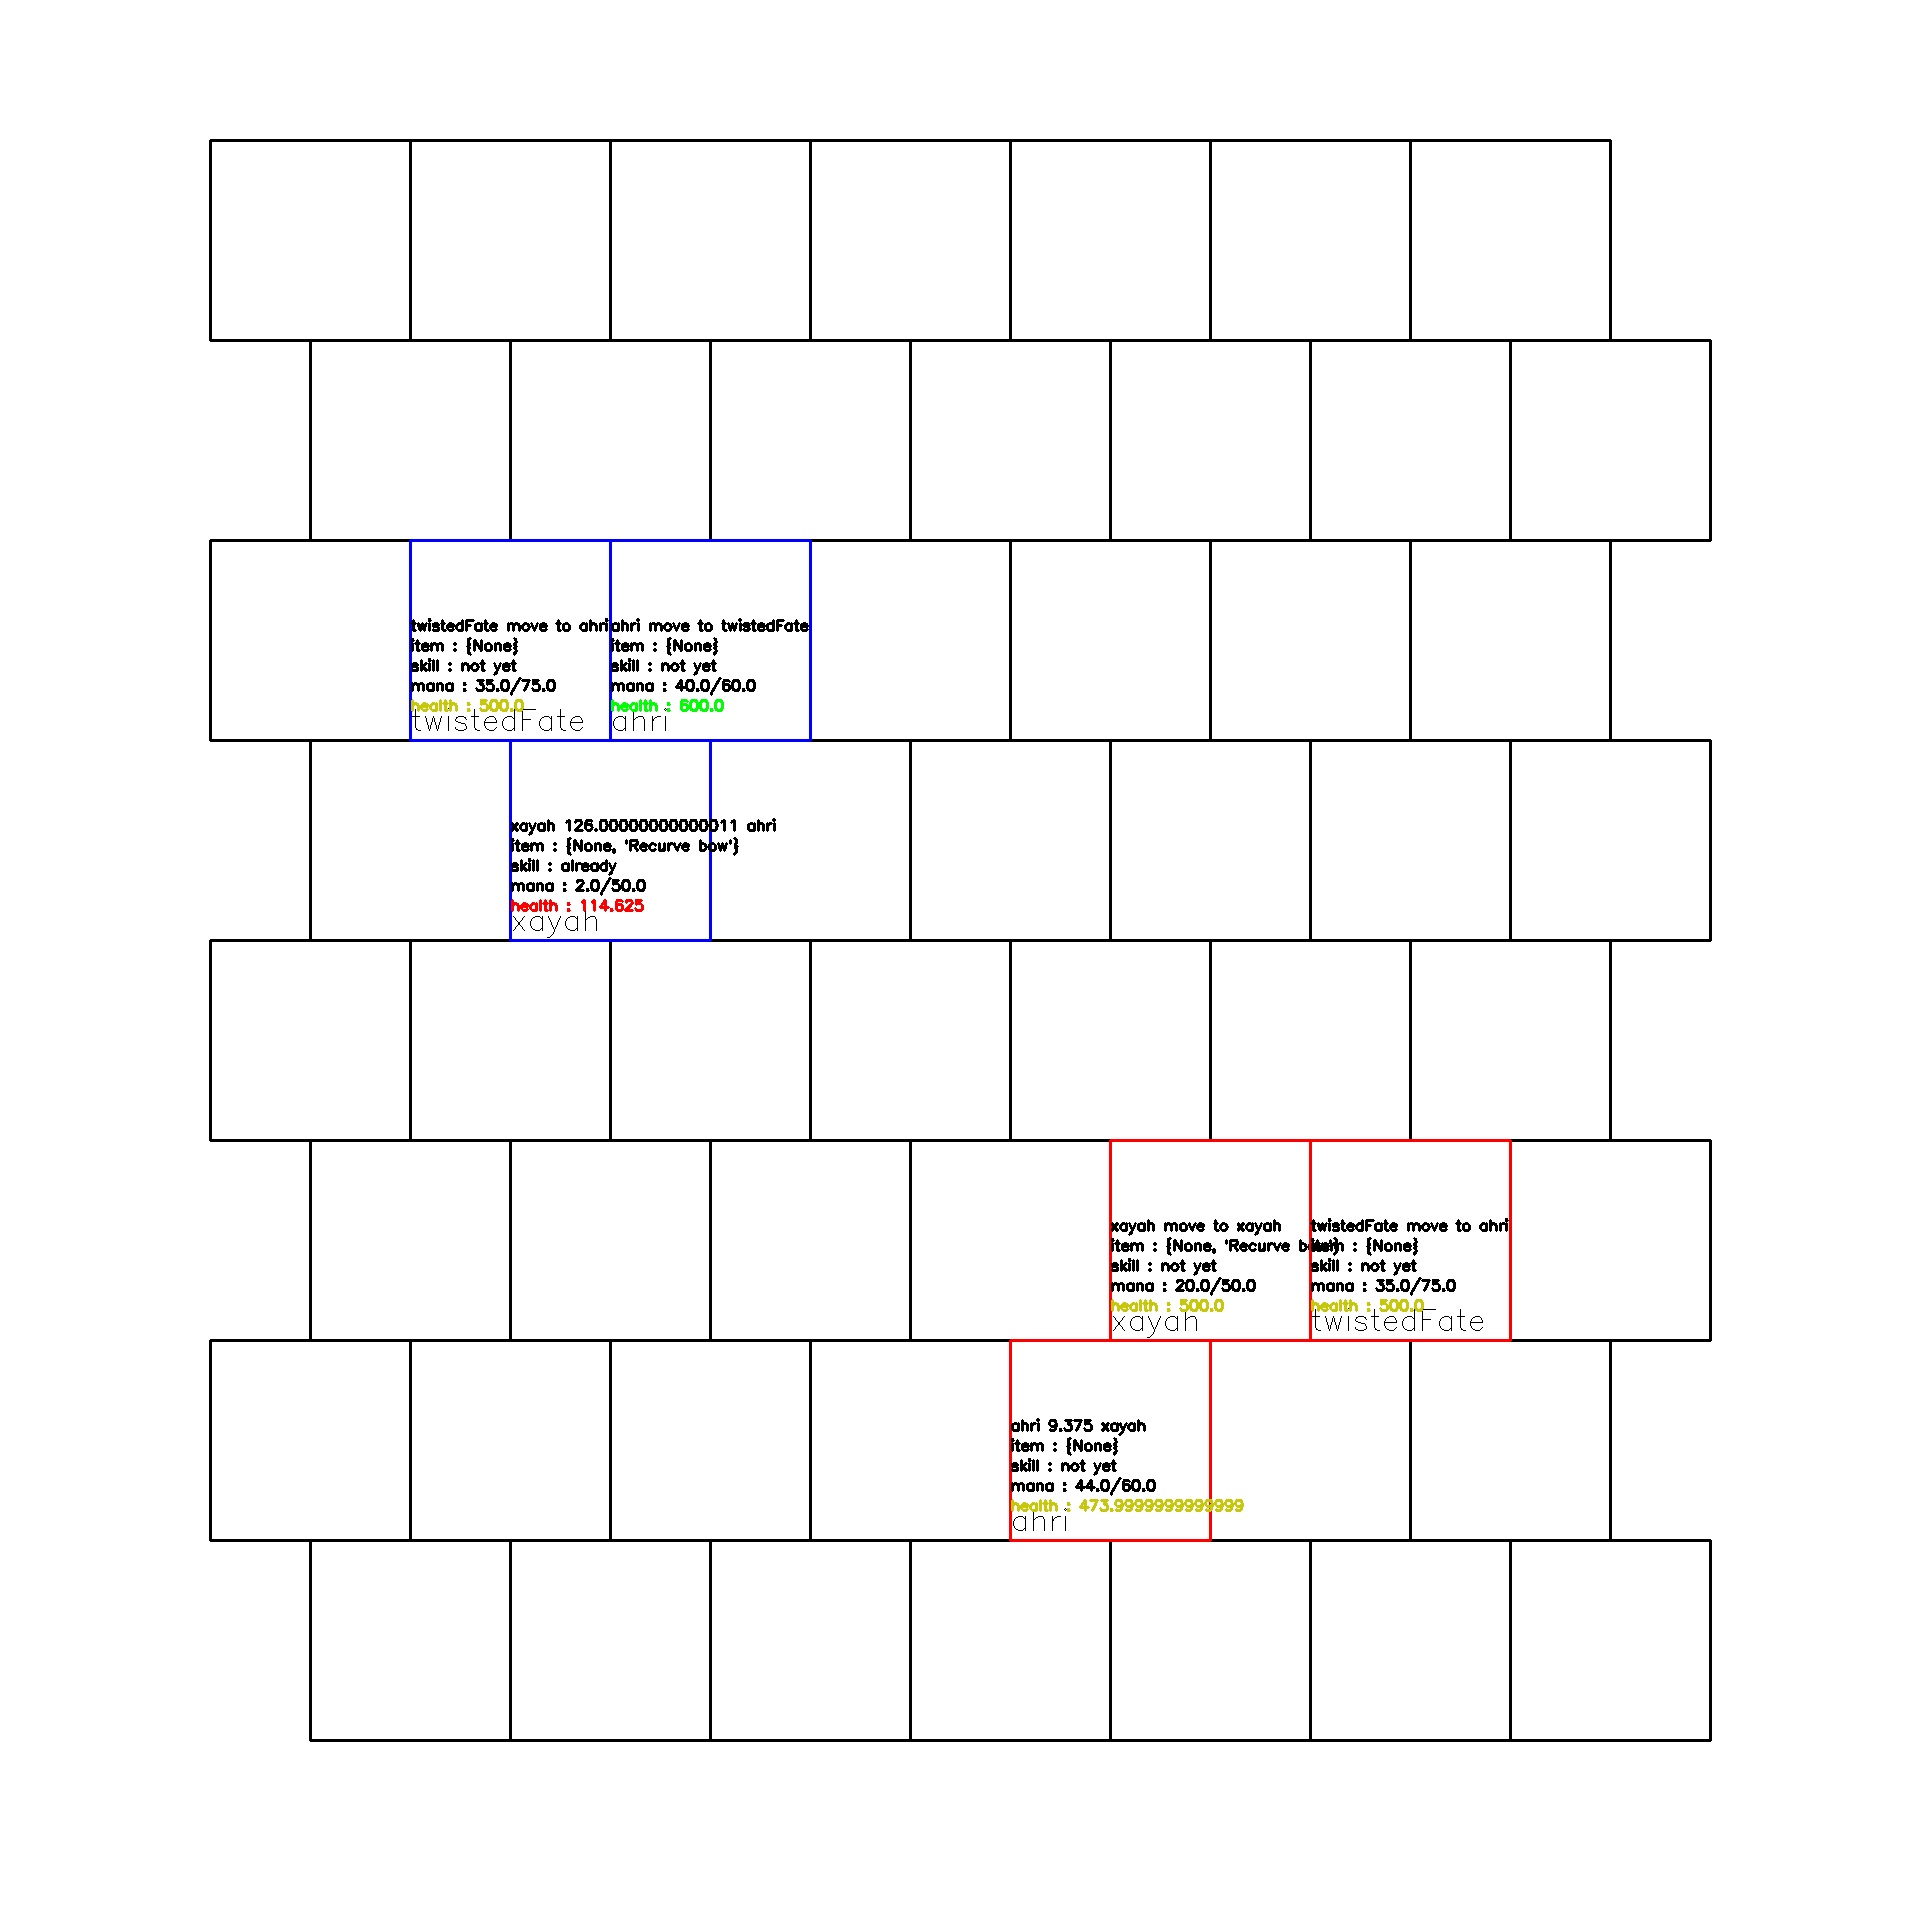 twistedFate move to ahri
item : {None}
skill : not yet
mana : 35.0/75.0
health : 500.0
twistedFate
ahri move to twistedFate
item : {None}
skill : not yet
mana : 40.0/60.0
health : 600.0
ahri
xayah 126.00000000000011 ahri
item : {None, 'Recurve bow'}
skill : already
mana : 2.0/50.0
health : 114.625
xayah
xayah move to xayah
item : {None, 'Recurve bow'}
skill : not yet
mana : 20.0/50.0
health : 500.0
xayah
twistedFate move to ahri
item : {None}
skill : not yet
mana : 35.0/75.0
health : 500.0
twistedFate
ahri 9.375 xayah
item : {None}
skill : not yet
mana : 44.0/60.0
health : 473.9999999999999
ahri